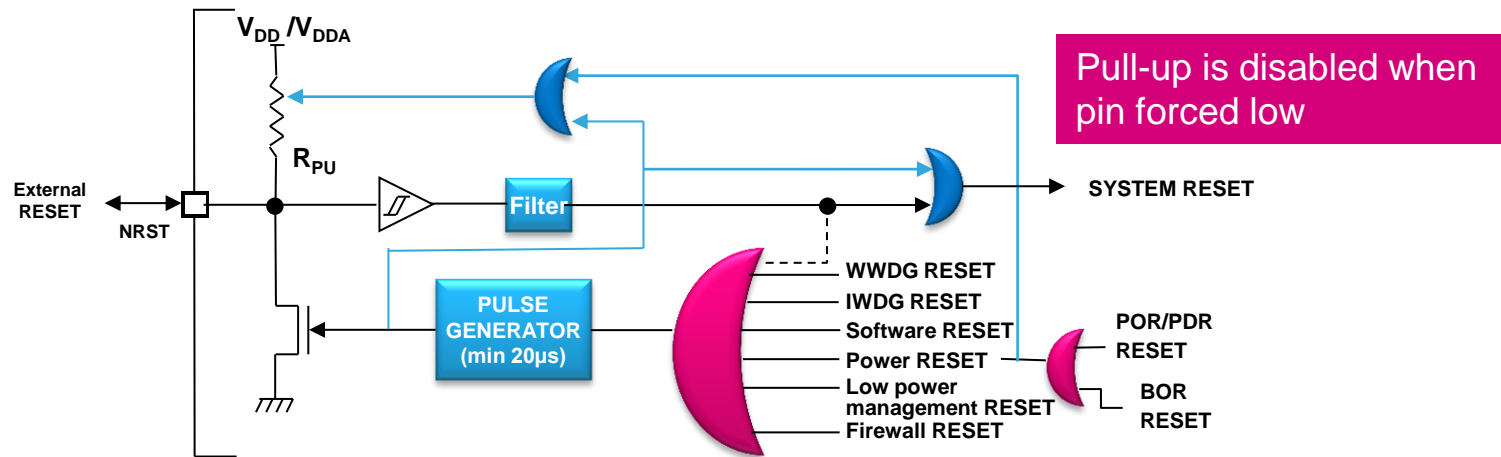 VDD /VDDA
Pull-up is disabled when
pin forced low
RPU
External
RESET
NRST
Filter
SYSTEM RESET
PULSE
GENERATOR
(min 20µs)
WWDG RESET
IWDG RESET
Software RESET
Power RESET
Low power
management RESET
Firewall RESET
POR/PDR
RESET
BOR
RESET